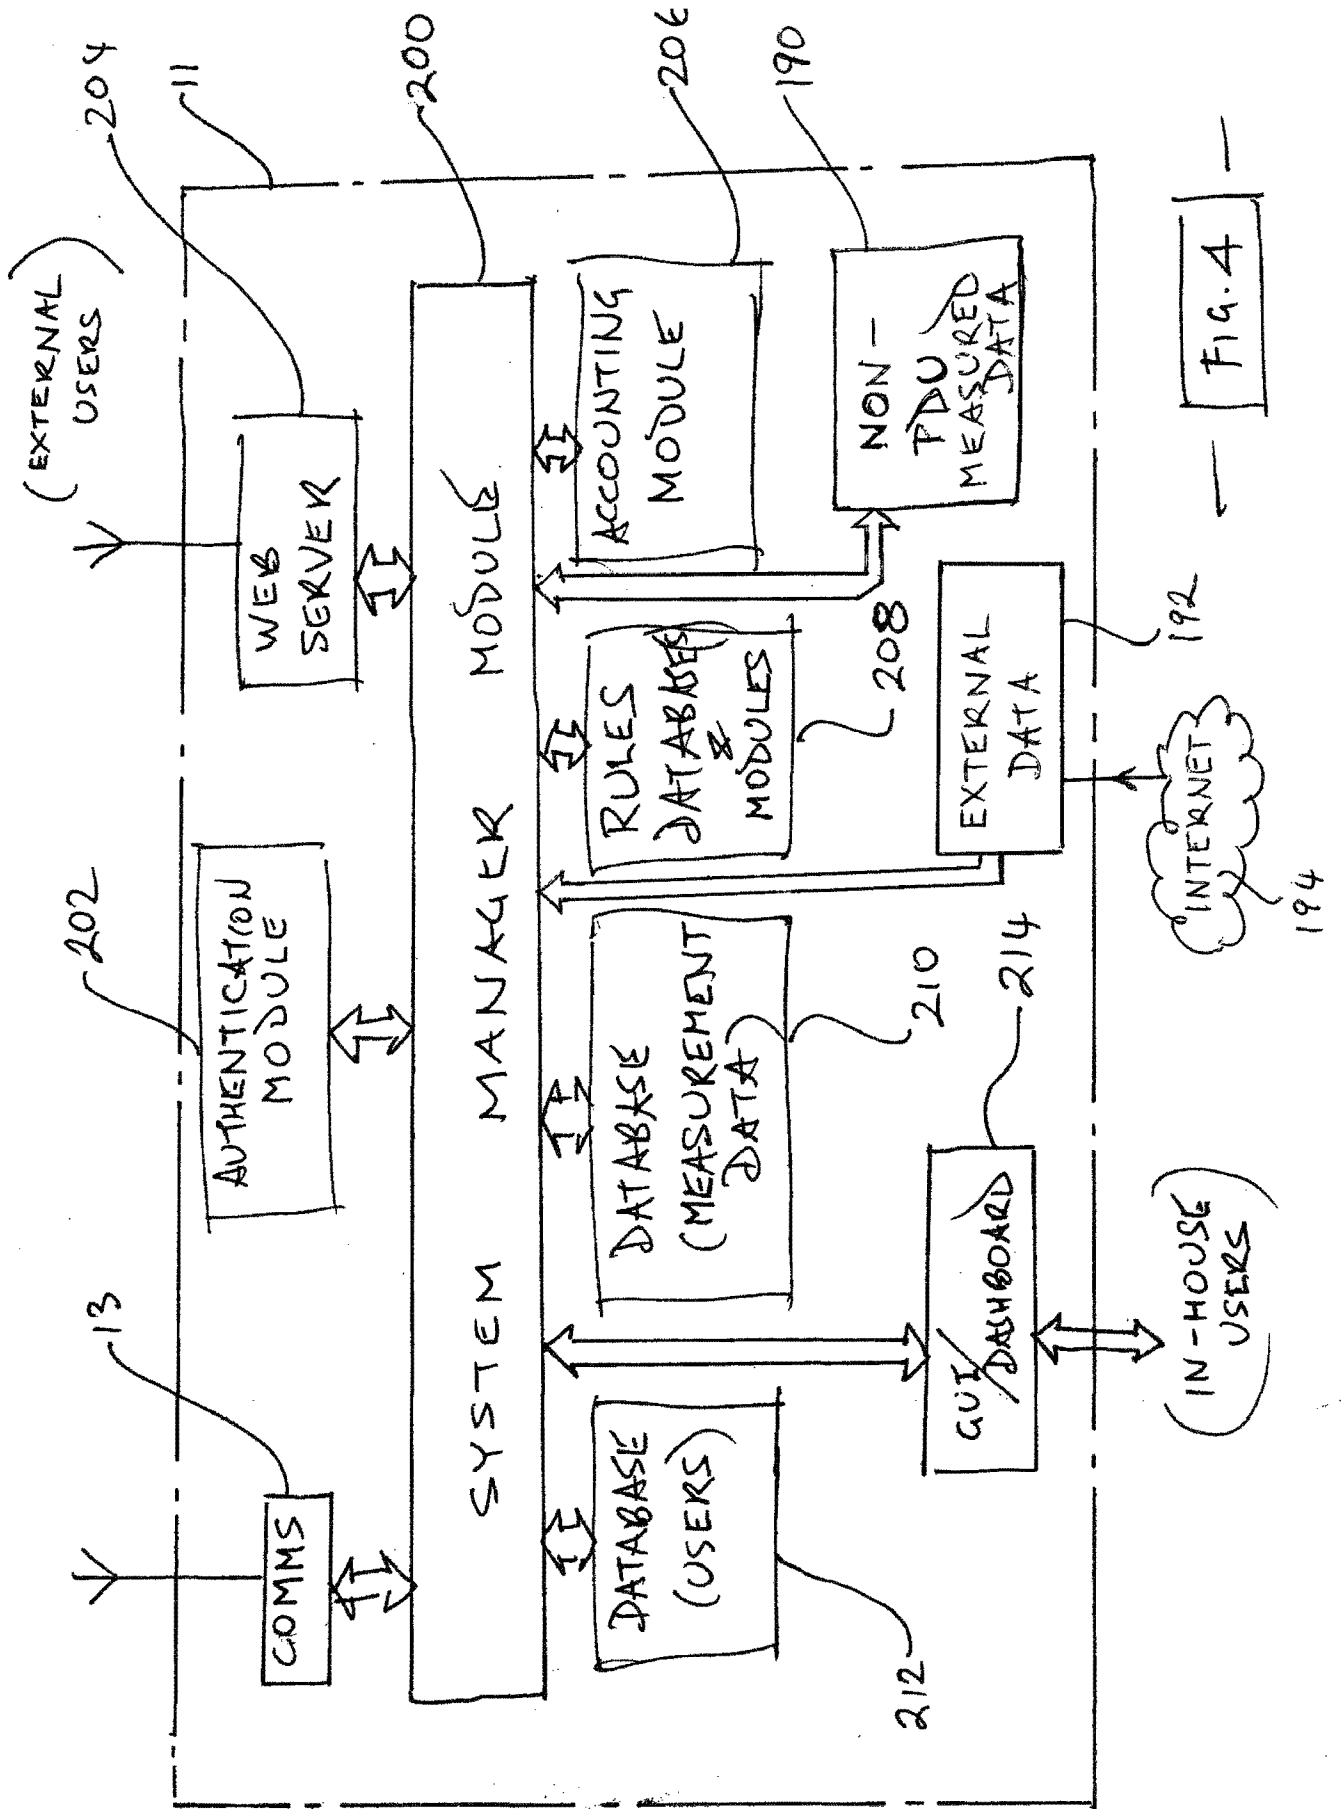 13
202
(EXTERNAL
USERS)
204
11
COMMS
AUTHENTICATION
MODULE
WEB
SERVER
200
SYSTEM MANAGER MODULE
DATABASE
(USERS)
DATABASE
(MEASUREMENT
DATA)
RULES
DATABASES
&
MODULES
ACCOUNTING
MODULE
206
212
210
208
190
GUI
/DASHBOARD
214
EXTERNAL
DATA
NON-
PDU
MEASURED
DATA
192
(IN-HOUSE
USERS)
INTERNET
194
FIG. 4